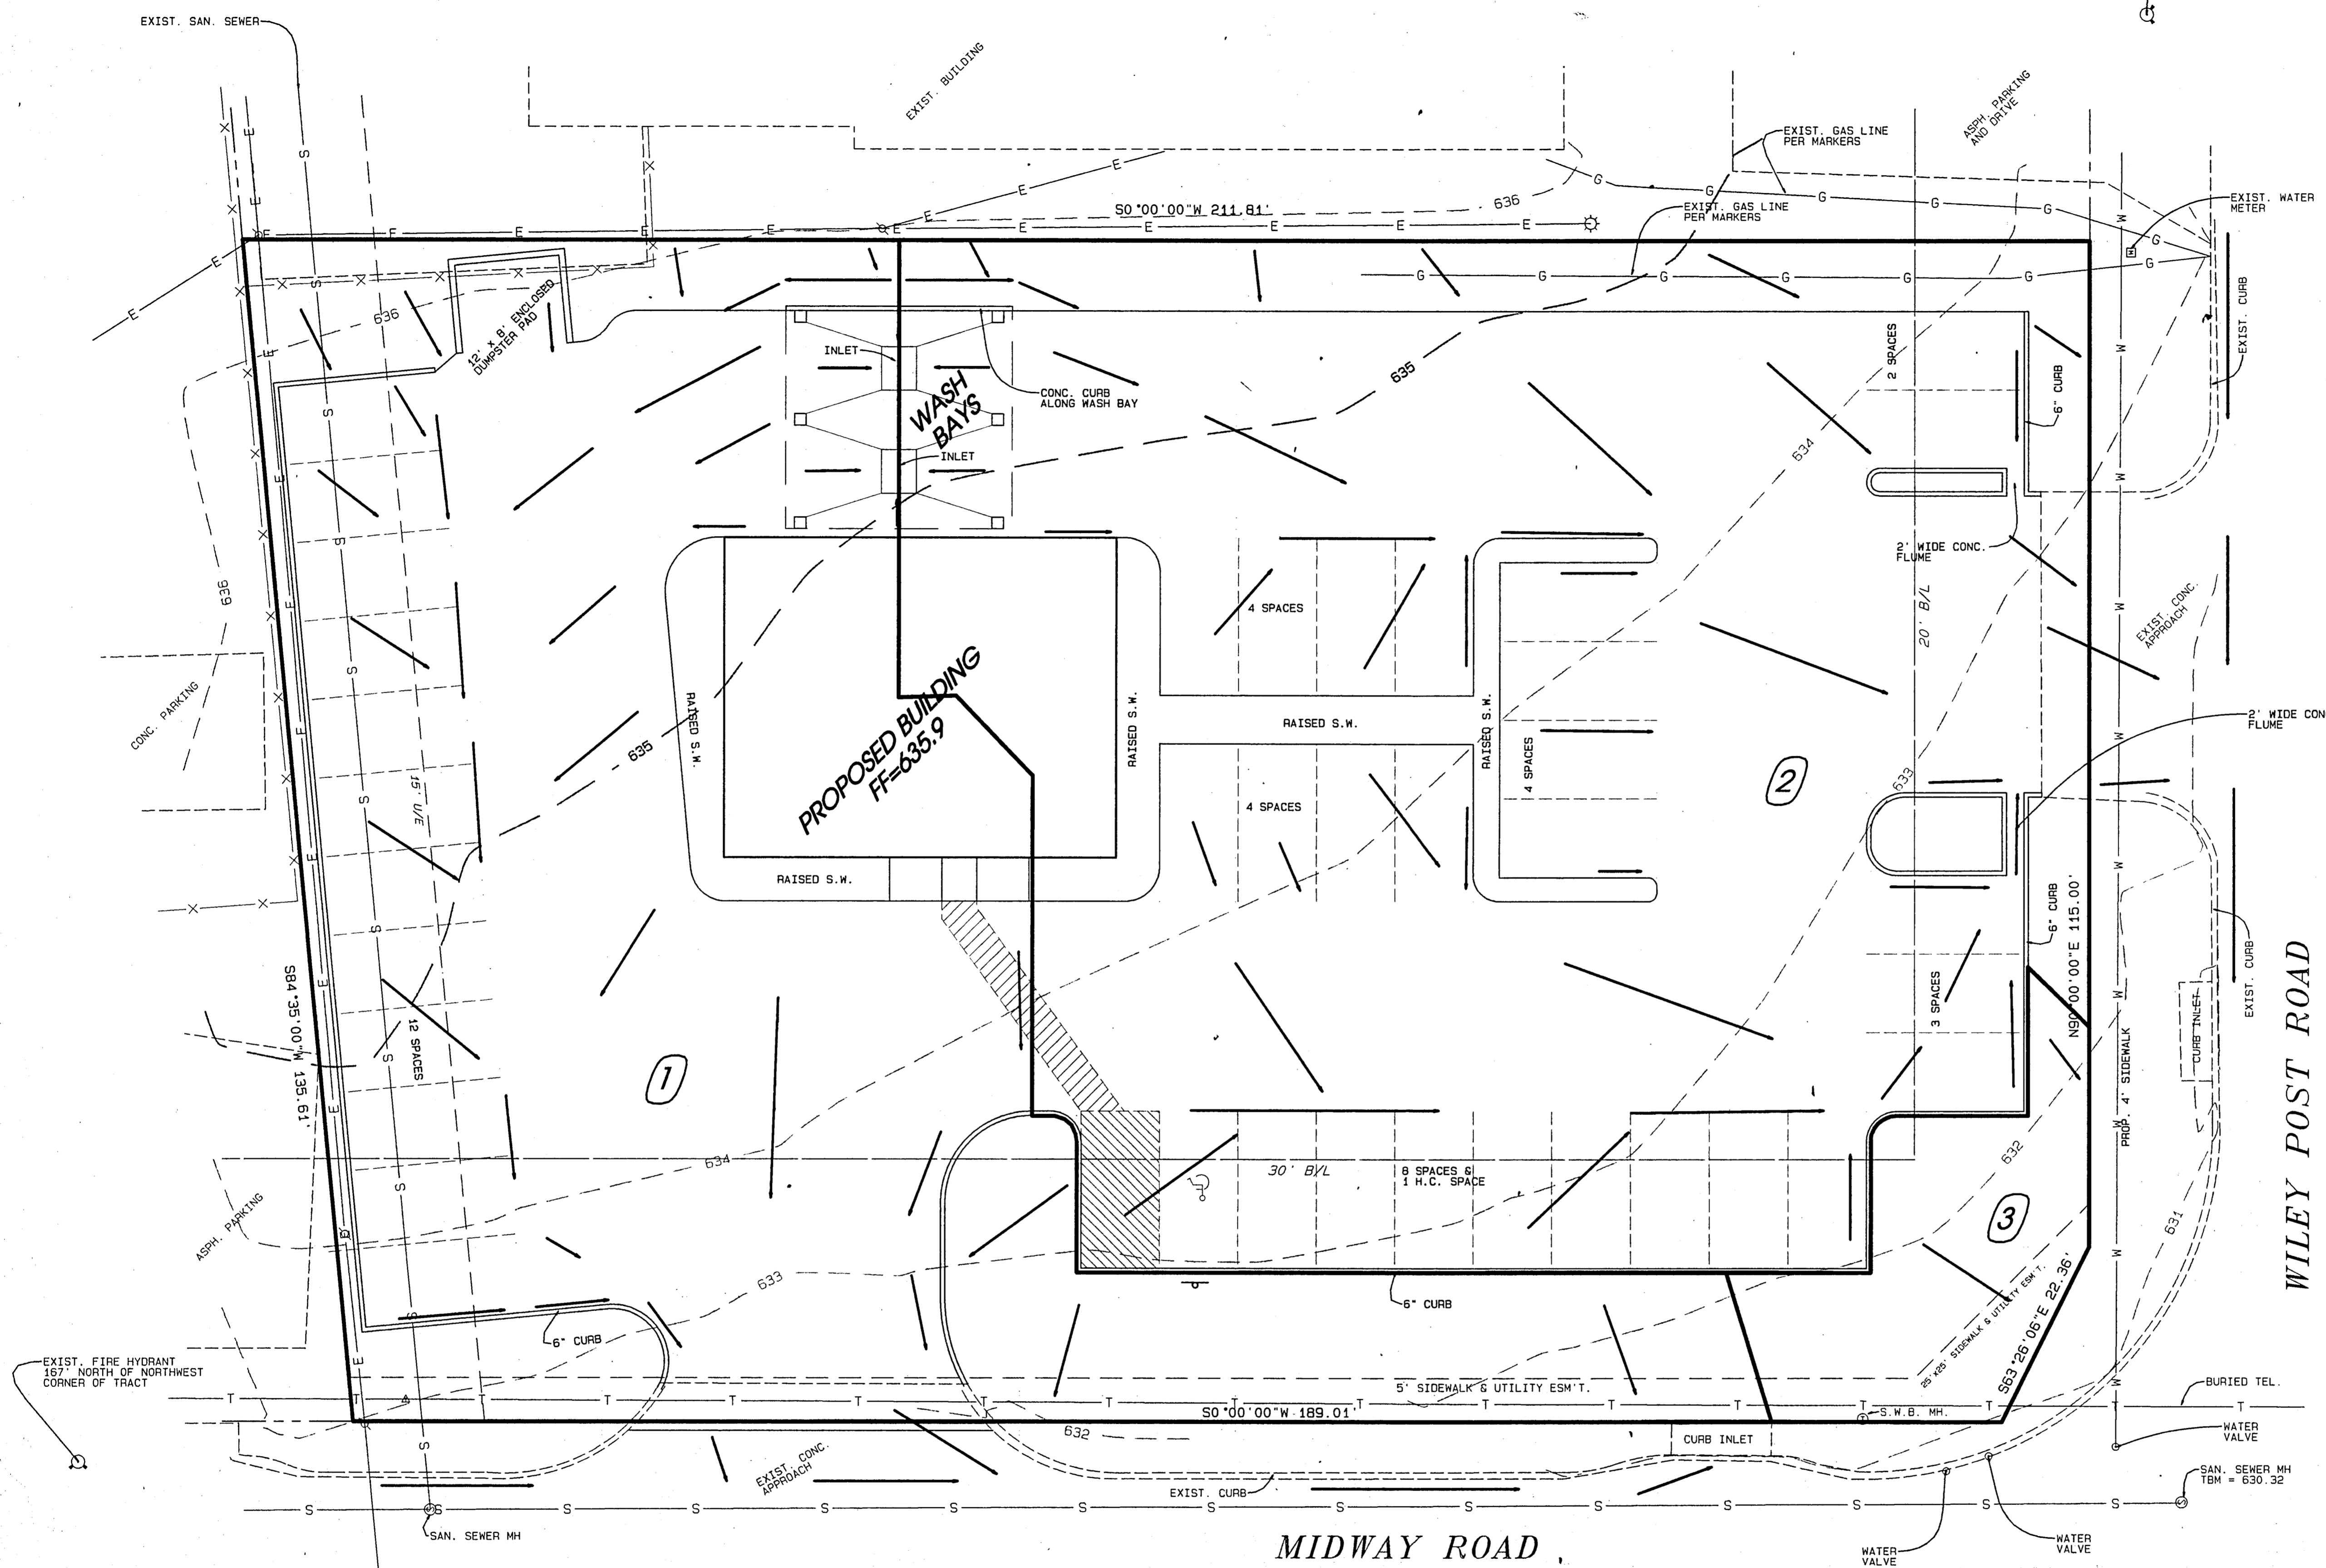 EXIST. SAN. SEWER
EXIST. BUILDING
ASPH. PARKING
AND DRIVE
EXIST. GAS LINE
PER MARKERS
EXIST. WATER
METER
S0°00'00"W 211.81'
636
EXIST. GAS LINE
PER MARKERS
636
12' x 8' ENCLOSED
DUMPSTER PAD
INLET
WASH
BAYS
CONC. CURB
ALONG WASH BAY
INLET
635
2 SPACES
6" CURB
EXIST. CURB
634
2' WIDE CONC.
FLUME
20' B/L
EXIST. CONC.
APPROACH
636
CONC. PARKING
4 SPACES
RAISED S.W.
PROPOSED BUILDING
FF=635.9
RAISED S.W.
RAISED S.W.
RAISED S.W.
4 SPACES
2' WIDE CON
FLUME
635
15' U/E
4 SPACES
2
633
RAISED S.W.
6" CURB
N90°00'00"E 115.00'
EXIST. CURB
S84°35'00"W 135.61'
12 SPACES
1
3 SPACES
CURB INLET
PROP. 4' SIDEWALK
WILEY POST ROAD
634
30' B/L
8 SPACES &
1 H.C. SPACE
632
3
631
ASPH. PARKING
633
6" CURB
6" CURB
25'x25' SIDEWALK & UTILITY ESM'T.
S63°26'06"E 22.36'
EXIST. FIRE HYDRANT
167' NORTH OF NORTHWEST
CORNER OF TRACT
5' SIDEWALK & UTILITY ESM'T.
BURIED TEL.
S0°00'00"W 189.01'
S.W.B. MH.
632
CURB INLET
WATER
VALVE
EXIST. CONC.
APPROACH
EXIST. CURB
SAN. SEWER MH
TBM = 630.32
SAN. SEWER MH
MIDWAY ROAD
WATER
VALVE
WATER
VALVE